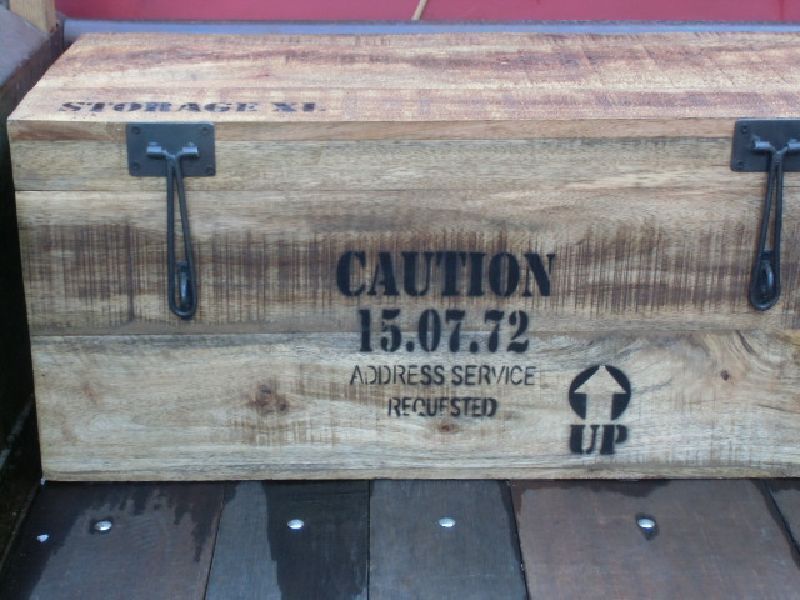 STORAGE XL
CAUTION
15.07.72
ADDRESS SERVICE
REQUESTED
UP